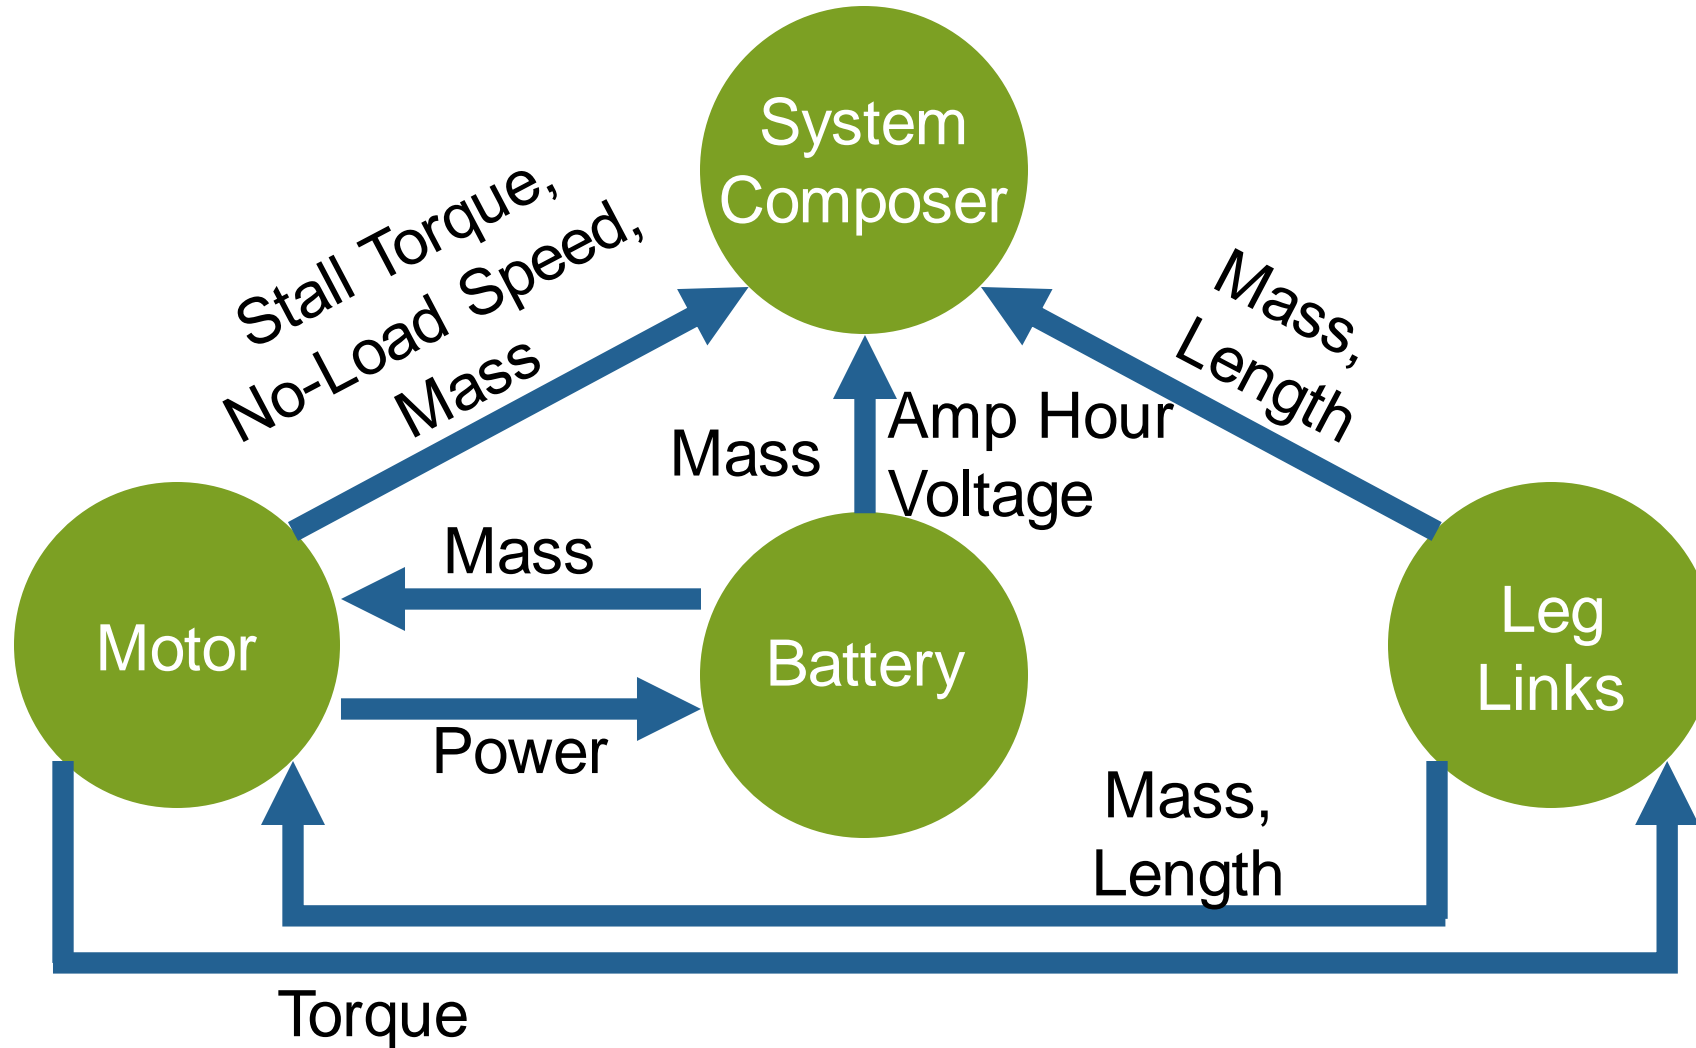 System
Composer
Stall Torque,
No-Load Speed,
Mass
Mass,
Length
Mass
Amp Hour
Voltage
Mass
Motor
Battery
Leg
Links
Power
Mass,
Length
Torque